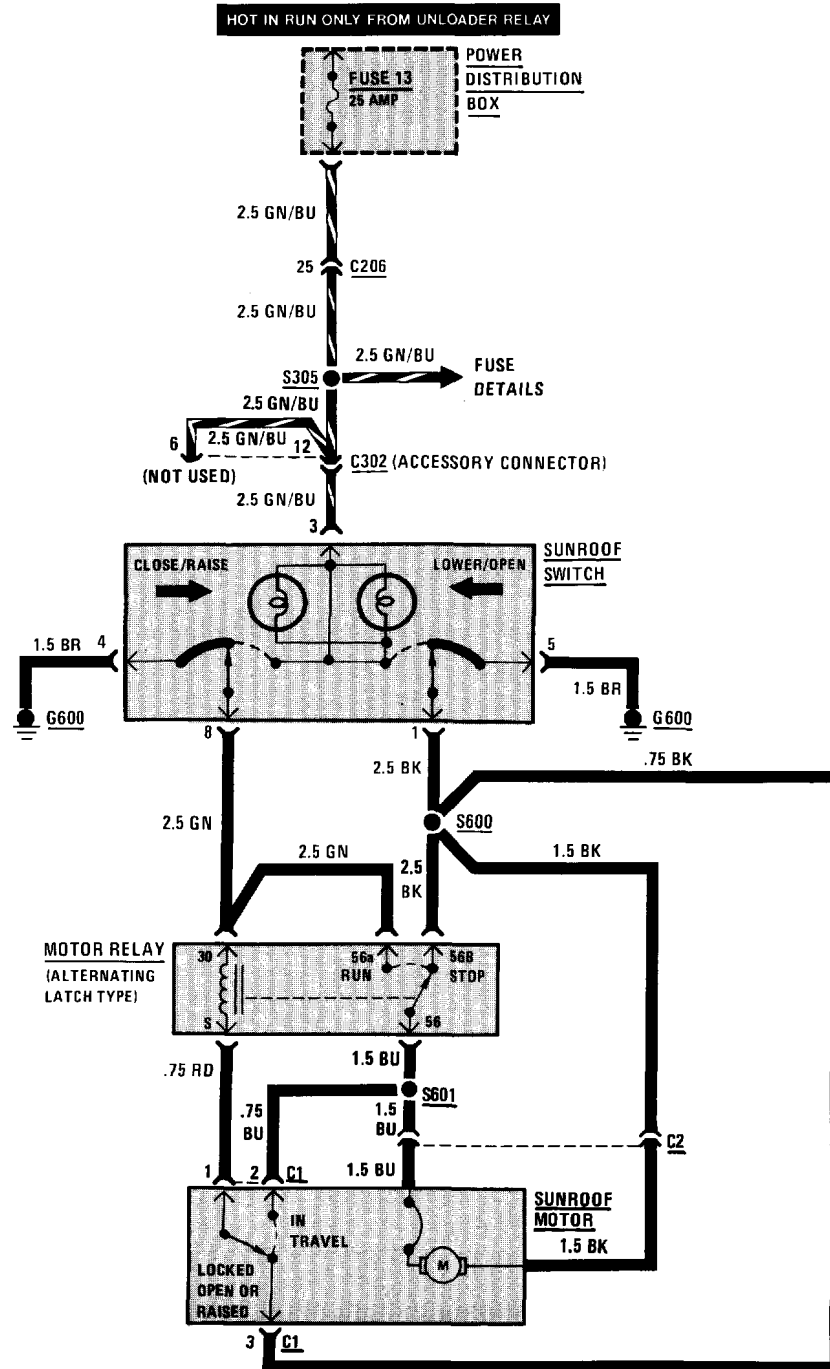 HOT IN RUN ONLY FROM UNLOADER RELAY
FUSE 13
25 AMP
POWER
DISTRIBUTION
BOX
2.5 GN/BU
25
C206
2.5 GN/BU
2.5 GN/BU
S305
FUSE
DETAILS
2.5 GN/BU
6
2.5 GN/BU
12
(NOT USED)
C302 (ACCESSORY CONNECTOR)
2.5 GN/BU
3
SUNROOF
SWITCH
CLOSE/RAISE
LOWER/OPEN
1.5 BR
4
5
1.5 BR
G600
G600
8
1
2.5 BK
.75 BK
2.5 GN
S600
2.5 GN
2.5
BK
1.5 BK
MOTOR RELAY
(ALTERNATING
LATCH TYPE)
30
56a
RUN
56B
STOP
S
56
.75 RD
1.5 BU
.75
BU
S601
1.5
BU
C2
1
2
C1
1.5 BU
SUNROOF
MOTOR
IN
TRAVEL
1.5 BK
LOCKED
OPEN OR
RAISED
M
3
C1